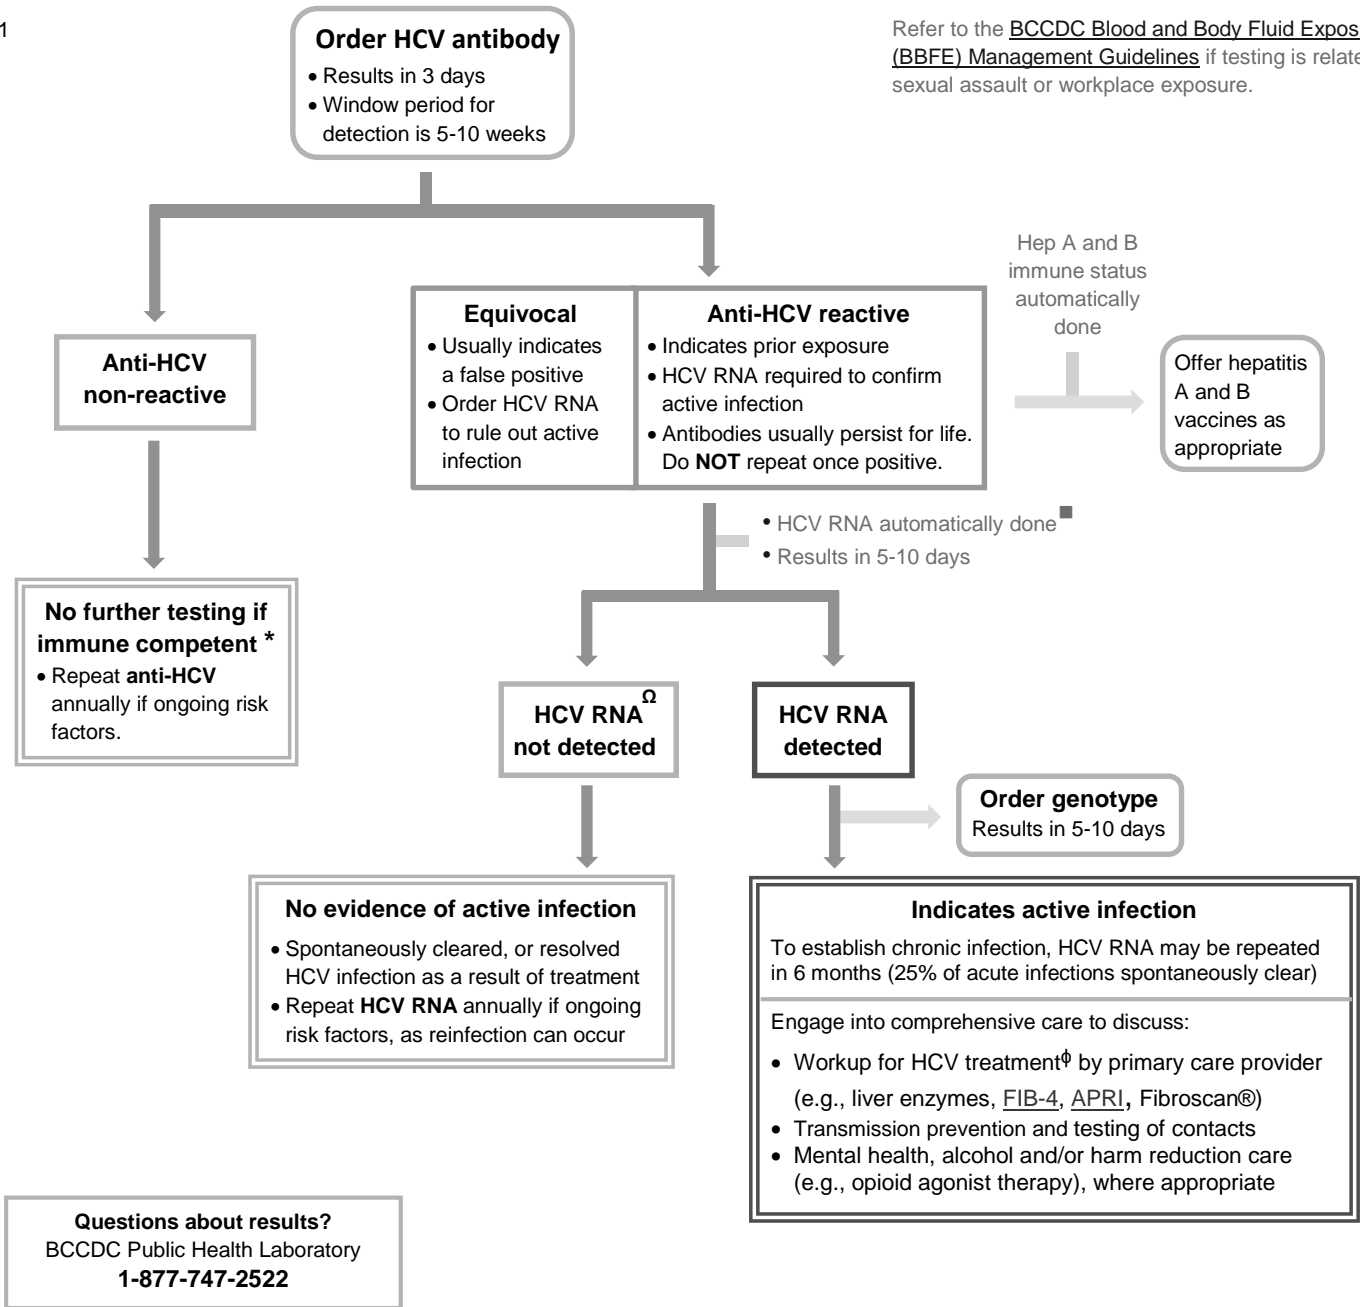 1
Order HCV antibody
• Results in 3 days
• Window period for
detection is 5-10 weeks
Refer to the BCCDC Blood and Body Fluid Expos
(BBFE) Management Guidelines if testing is relate
sexual assault or workplace exposure.
Hep A and B
immune status
automatically
done
Offer hepatitis
A and B
vaccines as
appropriate
Equivocal
• Usually indicates
a false positive
• Order HCV RNA
to rule out active
infection
Anti-HCV reactive
• Indicates prior exposure
• HCV RNA required to confirm
active infection
• Antibodies usually persist for life.
Do NOT repeat once positive.
Anti-HCV
non-reactive
• HCV RNA automatically done■
• Results in 5-10 days
No further testing if
immune competent *
• Repeat anti-HCV
annually if ongoing risk
factors.
HCV RNAΩ
not detected
HCV RNA
detected
Order genotype
Results in 5-10 days
No evidence of active infection
• Spontaneously cleared, or resolved
HCV infection as a result of treatment
• Repeat HCV RNA annually if ongoing
risk factors, as reinfection can occur
Indicates active infection
To establish chronic infection, HCV RNA may be repeated
in 6 months (25% of acute infections spontaneously clear)
Engage into comprehensive care to discuss:
• Workup for HCV treatmentϕ by primary care provider
(e.g., liver enzymes, FIB-4, APRI, Fibroscan®)
• Transmission prevention and testing of contacts
• Mental health, alcohol and/or harm reduction care
(e.g., opioid agonist therapy), where appropriate
Questions about results?
BCCDC Public Health Laboratory
1-877-747-2522